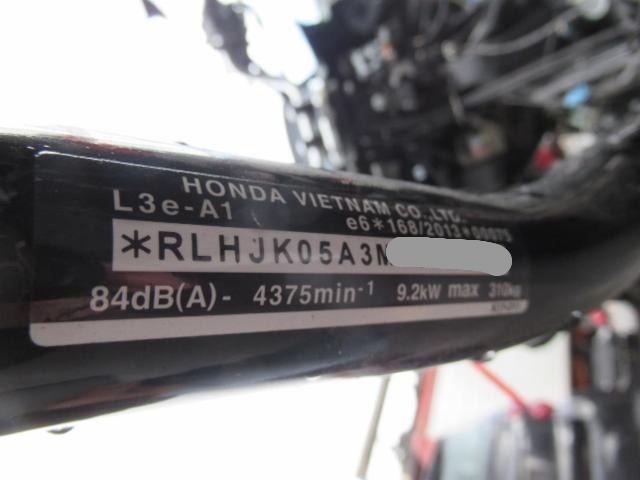 HONDA VIETNAM CO.,LTD.
L3e-A1
e6*168/2013*00075
*RLHJK05A3M
84dB(A)- 4375min-1 9.2kW max 310kg